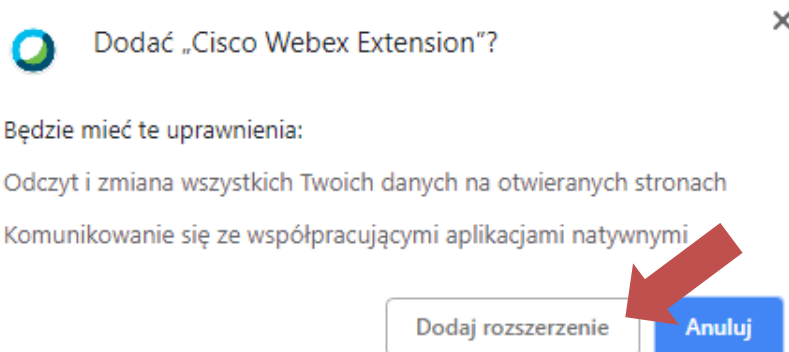 Dodać „Cisco Webex Extension”?
Będzie mieć te uprawnienia:
Odczyt i zmiana wszystkich Twoich danych na otwieranych stronach
Komunikowanie się ze współpracującymi aplikacjami natywnymi
Dodaj rozszerzenie
Anuluj